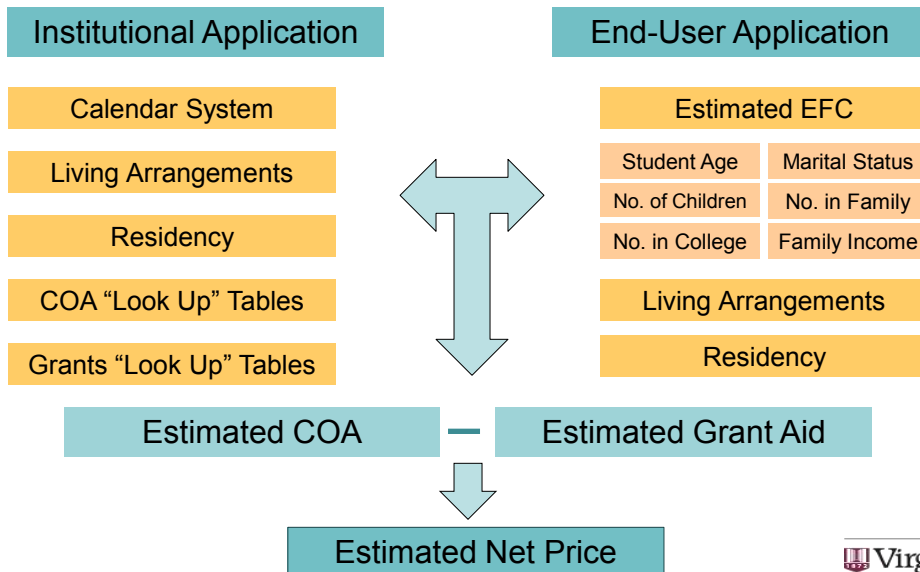 Institutional Application
End-User Application
Calendar System
Living Arrangements
Residency
COA “Look Up” Tables
Grants “Look Up” Tables
Estimated EFC
Student Age
Marital Status
No. of Children
No. in Family
No. in College
Family Income
Living Arrangements
Residency
Estimated COA
–
Estimated Grant Aid
Estimated Net Price
1872
Virg